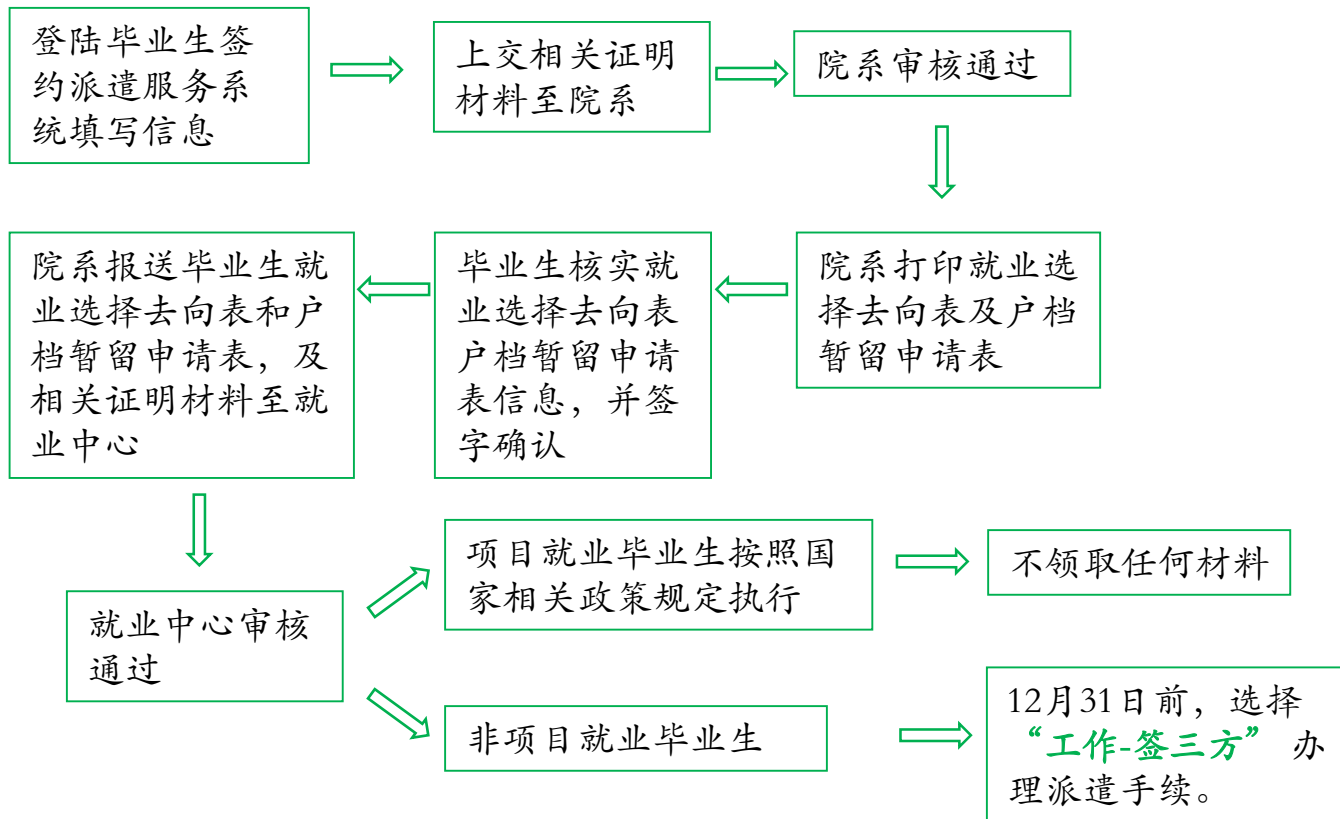 登陆毕业生签
约派遣服务系
统填写信息
上交相关证明
材料至院系
院系审核通过
院系打印就业选
择去向表及户档
暂留申请表
毕业生核实就
业选择去向表
户档暂留申请
表信息，并签
字确认
院系报送毕业生就
业选择去向表和户
档暂留申请表，及
相关证明材料至就
业中心
就业中心审核
通过
项目就业毕业生按照国
家相关政策规定执行
不领取任何材料
非项目就业毕业生
12月31日前，选择
“工作-签三方” 办
理派遣手续。